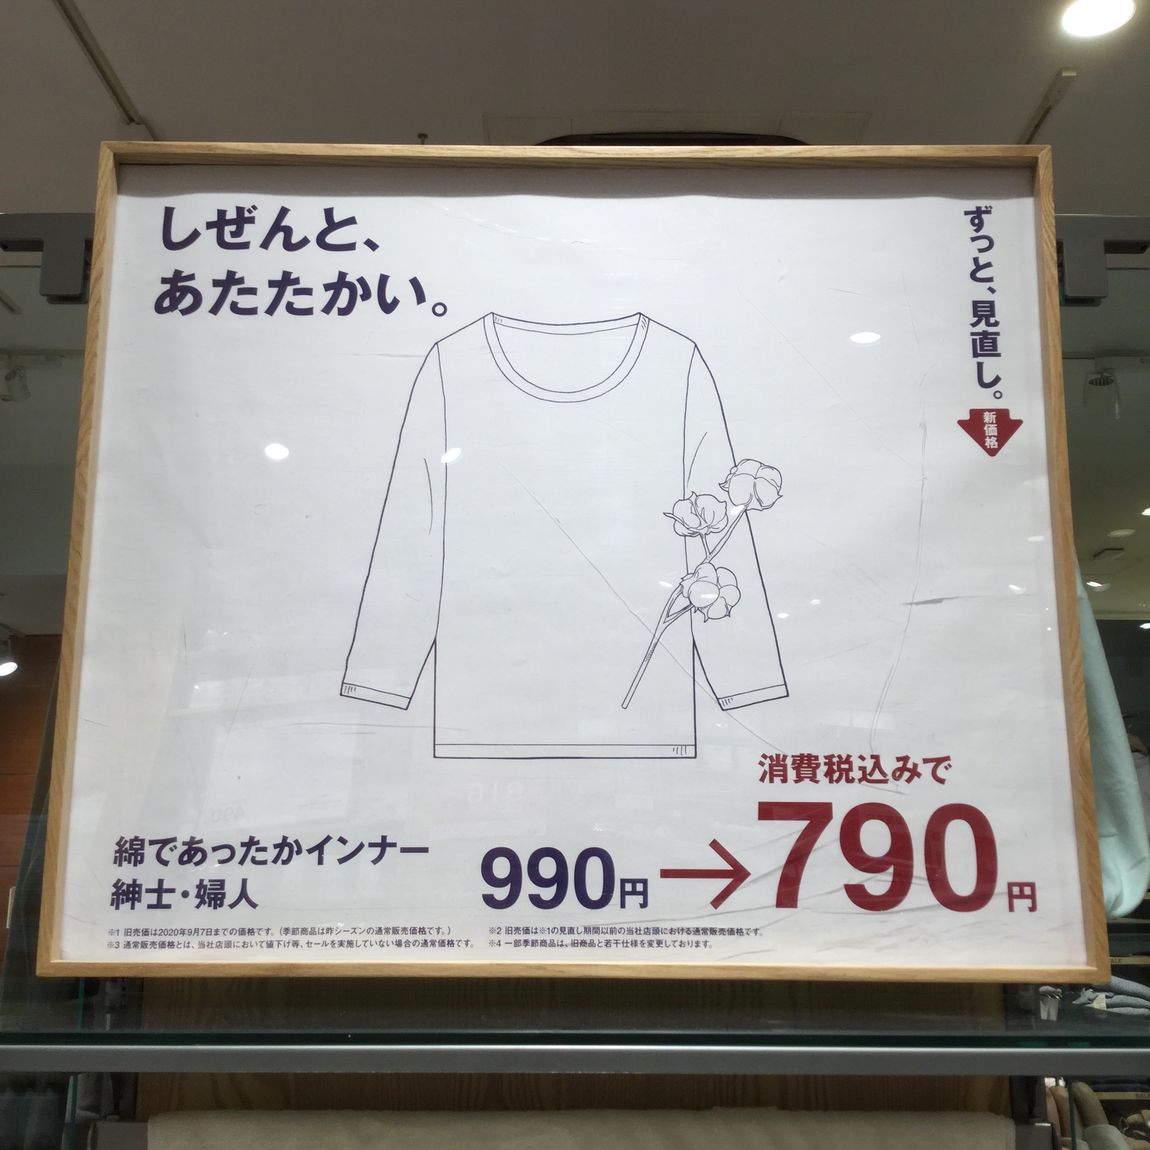 しぜんと、
あたたかい。
ずっと、見直し。
新価格
消費税込みで
綿であったかインナー
紳士・婦人
990円→790円
※1 旧売価は2020年9月7日までの価格です。(季節商品は昨シーズンの通常販売価格です。)
※2 旧売価は※1の見直し期間以前の当社店頭における通常販売価格です。
※3 通常販売価格とは、当社店頭において値下げ等、セールを実施していない場合の通常価格です。
※4 一部季節商品は、旧商品と若干仕様を変更しております。